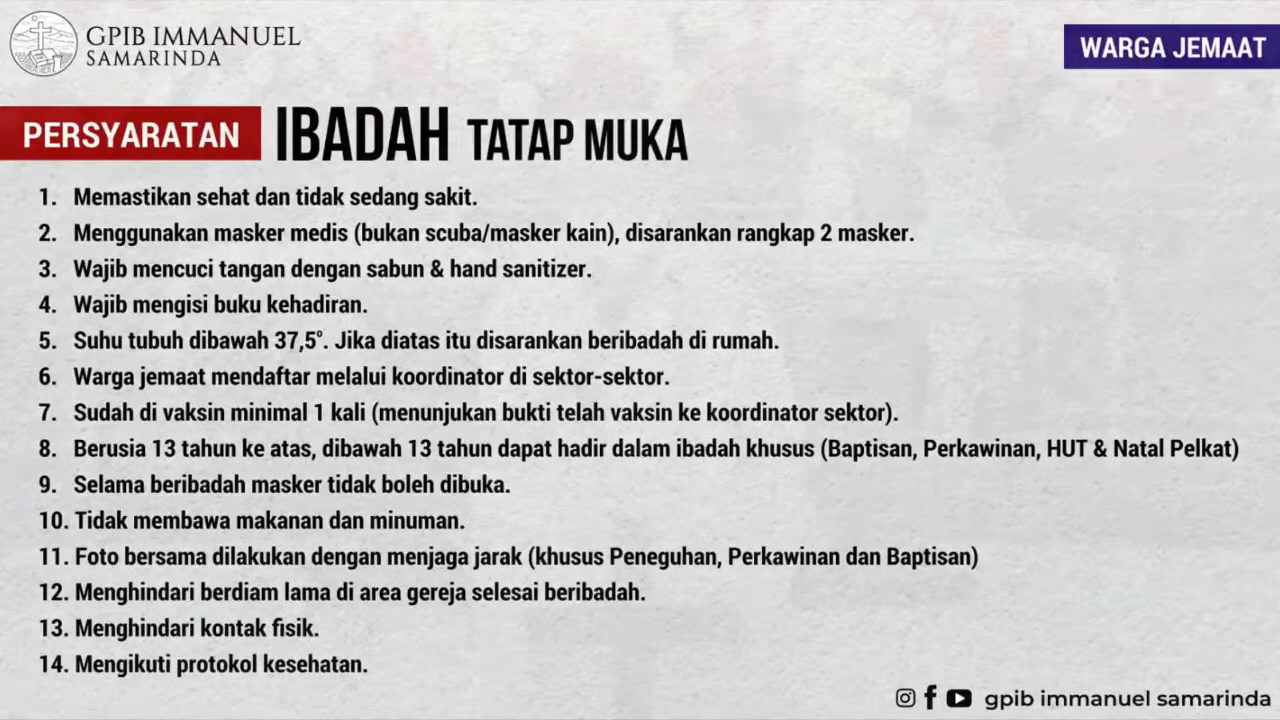 GPIB IMMANUEL
SAMARINDA
WARGA JEMAAT
PERSYARATAN IBADAH TATAP MUKA
1. Memastikan sehat dan tidak sedang sakit.
2. Menggunakan masker medis (bukan scuba/masker kain), disarankan rangkap 2 masker.
3. Wajib mencuci tangan dengan sabun & hand sanitizer.
4. Wajib mengisi buku kehadiran.
5. Suhu tubuh dibawah 37,5°. Jika diatas itu disarankan beribadah di rumah.
6. Warga jemaat mendaftar melalui koordinator di sektor-sektor.
7. Sudah di vaksin minimal 1 kali (menunjukan bukti telah vaksin ke koordinator sektor).
8. Berusia 13 tahun ke atas, dibawah 13 tahun dapat hadir dalam ibadah khusus (Baptisan, Perkawinan, HUT & Natal Pelkat)
9. Selama beribadah masker tidak boleh dibuka.
10. Tidak membawa makanan dan minuman.
11. Foto bersama dilakukan dengan menjaga jarak (khusus Peneguhan, Perkawinan dan Baptisan)
12. Menghindari berdiam lama di area gereja selesai beribadah.
13. Menghindari kontak fisik.
14. Mengikuti protokol kesehatan.
gpib immanuel samarinda